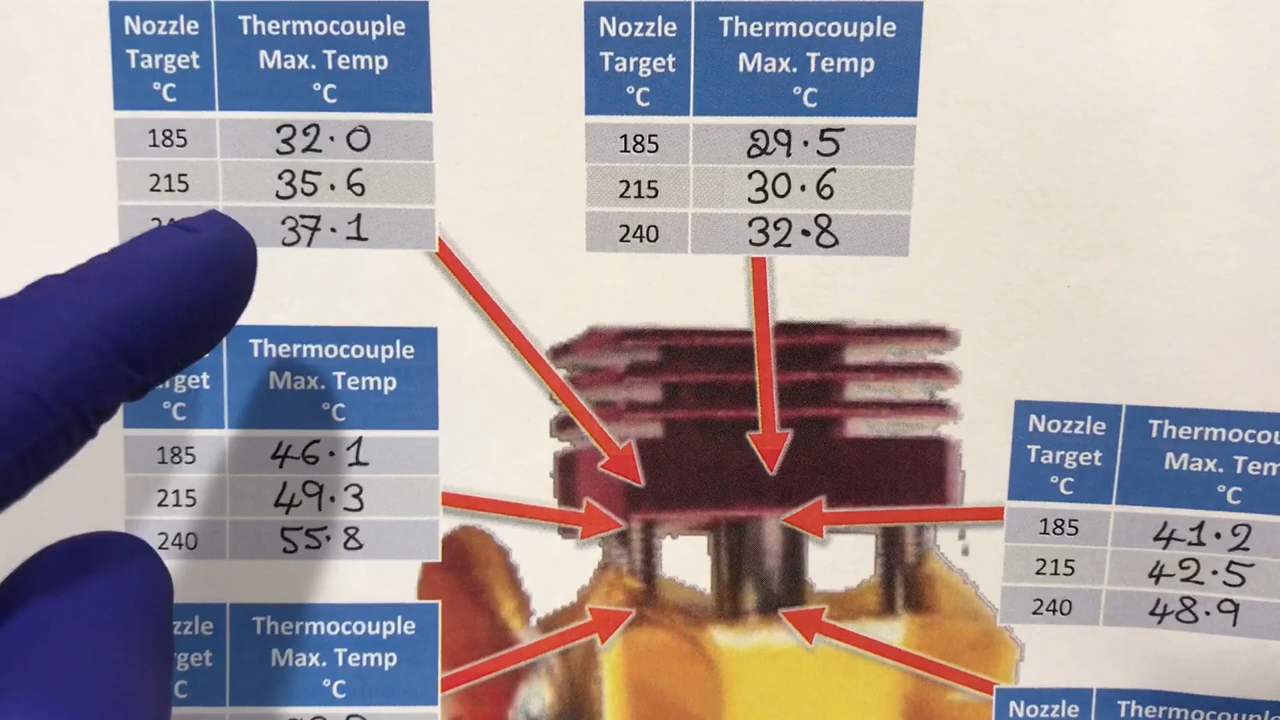 Nozzle Target °C Thermocouple Max. Temp °C
185 32.0
215 35.6
37.1
Nozzle Target °C Thermocouple Max. Temp °C
185 29.5
215 30.6
240 32.8
Thermocouple Max. Temp °C
°C
185 46.1
215 49.3
240 55.8
Nozzle Target °C Max. °C
185 41.2
215 42.5
240 48.9
Thermocouple Max. Temp °C
Nozzle